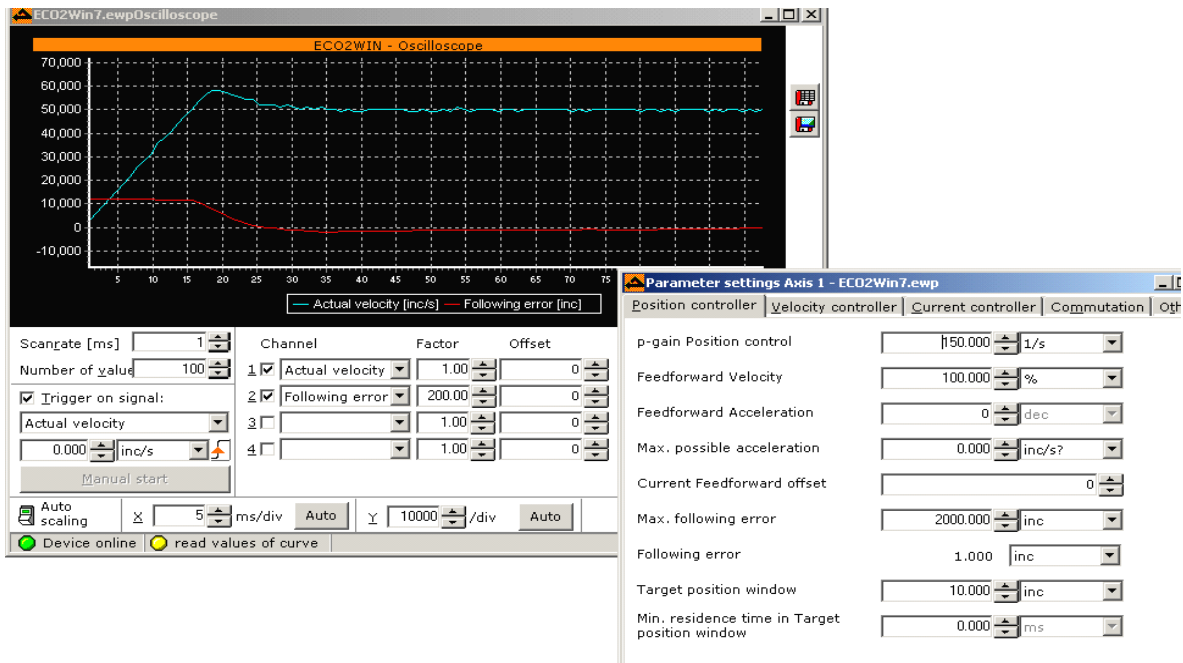 ECO2Win7.ewpOscilloscope
ECO2WIN - Oscilloscope
70,000
60,000
50,000
40,000
30,000
20,000
10,000
0
-10,000
5 10 15 20 25 30 35 40 45 50 55 60 65 70 75
Actual velocity [inc/s] Following error [inc]
Scanrate [ms] 1
Number of value 100
Trigger on signal:
Actual velocity
0.000 inc/s
Manual start
Channel Factor Offset
1 Actual velocity 1.00 0
2 Following error 200.00 0
3 1.00 0
4 1.00 0
Auto scaling X 5 ms/div Auto Y 10000 /div Auto
Device online read values of curve
Parameter settings Axis 1 - ECO2Win7.ewp
Position controller Velocity controller Current controller Commutation Oth
p-gain Position control 150.000 1/s
Feedforward Velocity 100.000 %
Feedforward Acceleration 0 dec
Max. possible acceleration 0.000 inc/s?
Current Feedforward offset 0
Max. following error 2000.000 inc
Following error 1.000 inc
Target position window 10.000 inc
Min. residence time in Target
position window 0.000 ms